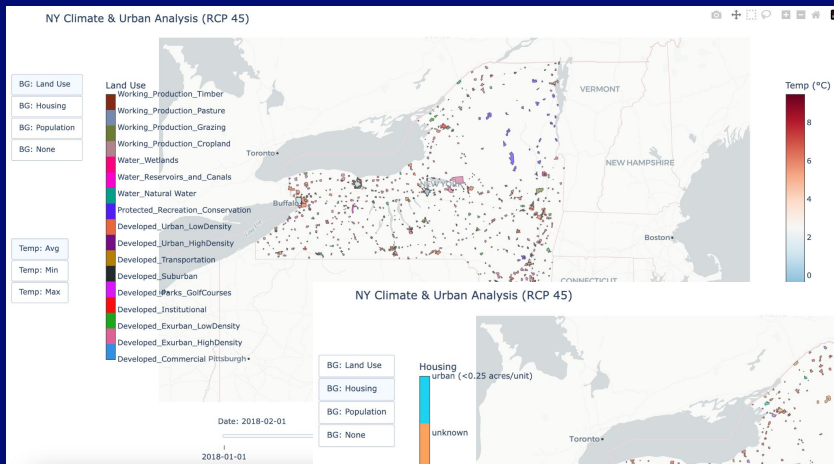 NY Climate & Urban Analysis (RCP 45)
BG: Land Use
BG: Housing
BG: Population
BG: None
Temp: Avg
Temp: Min
Temp: Max
Land Use
Working_Production_Timber
Working_Production_Pasture
Working_Production_Grazing
Working_Production_Cropland
Water_Wetlands
Water_Reservoirs_and_Canals
Water_Natural Water
Protected_Recreation_Conservation
Developed_Urban_LowDensity
Developed_Urban_HighDensity
Developed_Transportation
Developed_Suburban
Developed_Parks_GolfCourses
Developed_Institutional
Developed_Exurban_LowDensity
Developed_Exurban_HighDensity
Developed_Commercial
Toronto
Buffalo
Pittsburgh
NEW YORK
VERMONT
NEW HAMPSHIRE
Boston
CONNECTICUT
Temp (°C)
8
6
4
2
0
Date: 2018-02-01
2018-01-01
NY Climate & Urban Analysis (RCP 45)
BG: Land Use
BG: Housing
BG: Population
BG: None
Housing
urban (<0.25 acres/unit)
unknown
Toronto